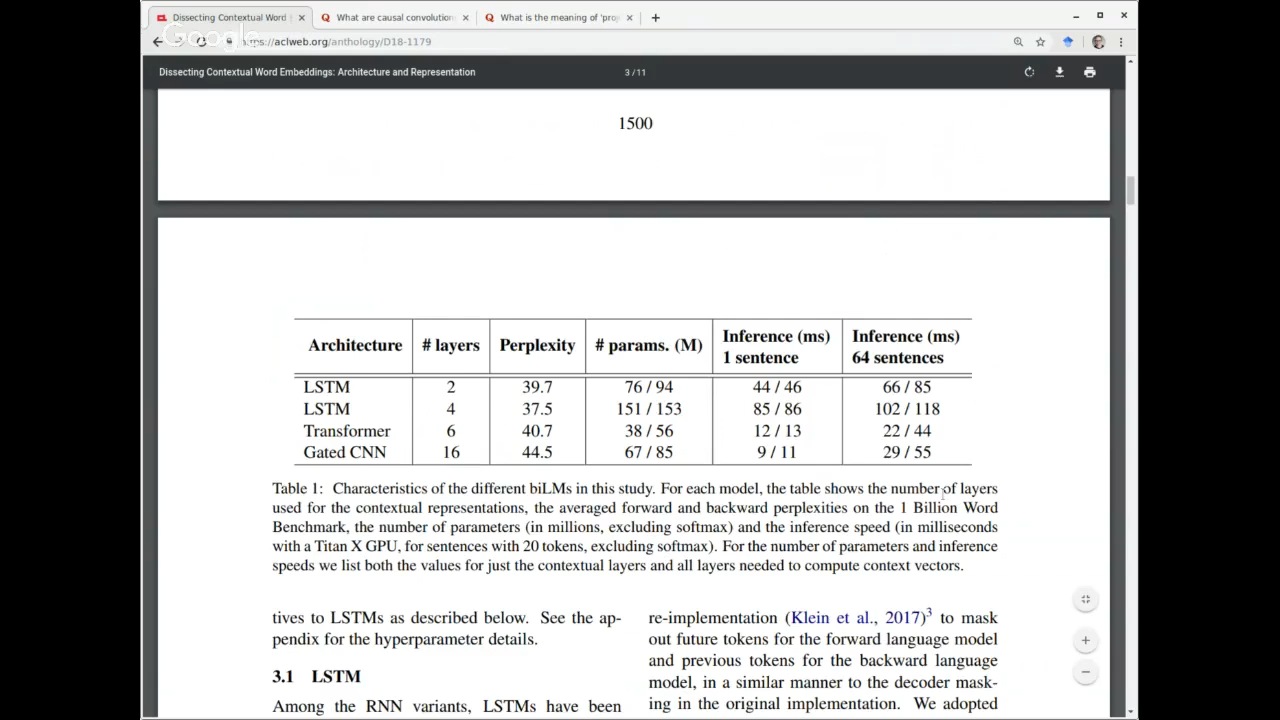 Dissecting Contextual Word
What are causal convolution
What is the meaning of 'pro
Google
https://aclweb.org/anthology/D18-1179
Dissecting Contextual Word Embeddings: Architecture and Representation
3 / 11
1500
Architecture # layers Perplexity # params. (M) Inference (ms) 1 sentence Inference (ms) 64 sentences
LSTM 2 39.7 76 / 94 44 / 46 66 / 85
LSTM 4 37.5 151 / 153 85 / 86 102 / 118
Transformer 6 40.7 38 / 56 12 / 13 22 / 44
Gated CNN 16 44.5 67 / 85 9 / 11 29 / 55
Table 1: Characteristics of the different biLMs in this study. For each model, the table shows the number of layers
used for the contextual representations, the averaged forward and backward perplexities on the 1 Billion Word
Benchmark, the number of parameters (in millions, excluding softmax) and the inference speed (in milliseconds
with a Titan X GPU, for sentences with 20 tokens, excluding softmax). For the number of parameters and inference
speeds we list both the values for just the contextual layers and all layers needed to compute context vectors.
tives to LSTMs as described below. See the ap-
pendix for the hyperparameter details.
3.1 LSTM
Among the RNN variants, LSTMs have been
re-implementation (Klein et al., 2017)3 to mask
out future tokens for the forward language model
and previous tokens for the backward language
model, in a similar manner to the decoder mask-
ing in the original implementation. We adopted